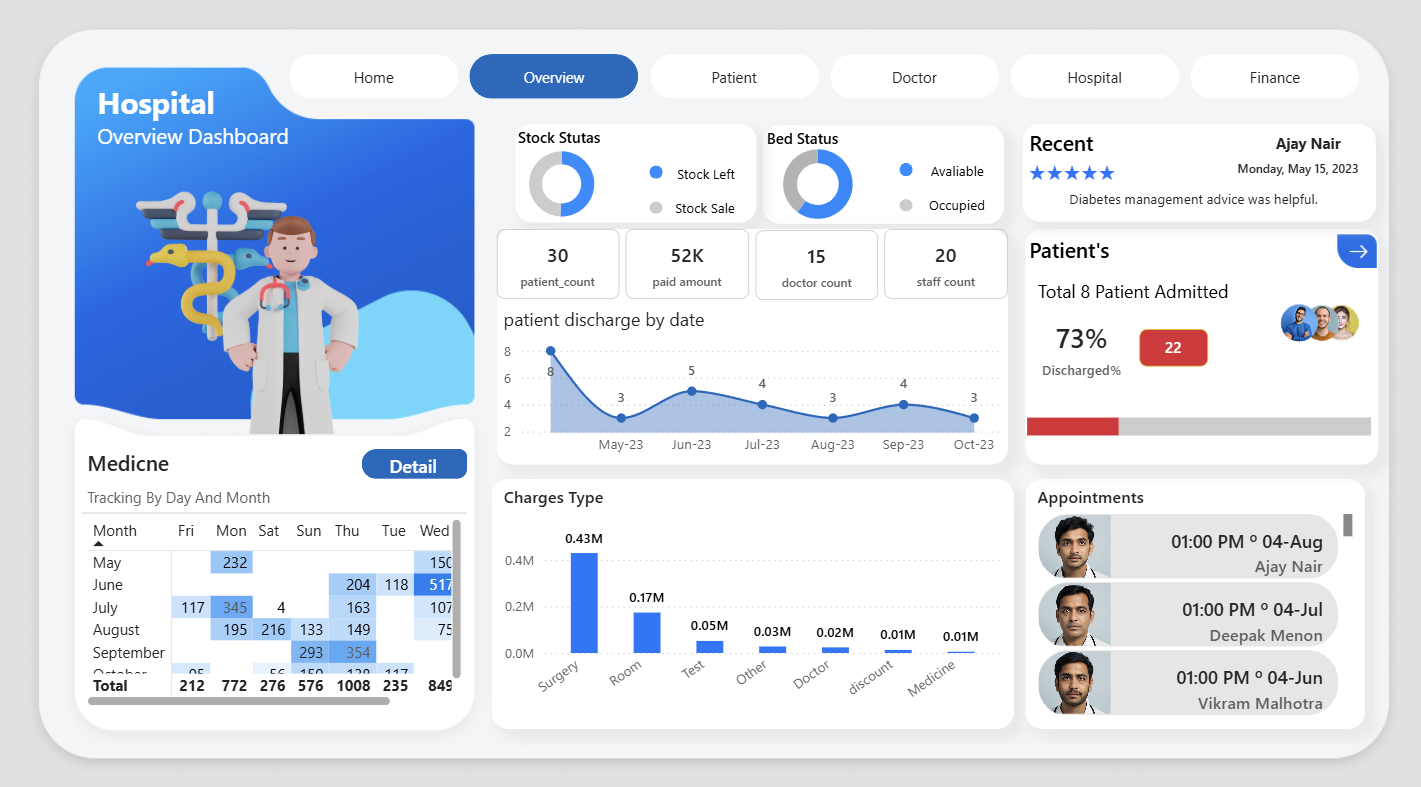 Home
Overview
Patient
Doctor
Hospital
Finance
Hospital
Overview Dashboard
Stock Stutas
Stock Left
Stock Sale
Bed Status
Avaliable
Occupied
Recent
Ajay Nair
★★★★★
Monday, May 15, 2023
Diabetes management advice was helpful.
30
patient_count
52K
paid amount
15
doctor count
20
staff count
Patient's
→
Total 8 Patient Admitted
73%
Discharged%
22
patient discharge by date
8
6
4
2
8
3
5
4
3
4
3
May-23
Jun-23
Jul-23
Aug-23
Sep-23
Oct-23
Medicne
Detail
Tracking By Day And Month
Month Fri Mon Sat Sun Thu Tue Wed
May 232 150
June 204 118 517
July 117 345 4 163 107
August 195 216 133 149 75
September 293 354
October
Total 212 772 276 576 1008 235 849
Charges Type
0.4M
0.2M
0.0M
0.43M
0.17M
0.05M
0.03M
0.02M
0.01M
0.01M
Surgery
Room
Test
Other
Doctor
discount
Medicine
Appointments
01:00 PM º 04-Aug
Ajay Nair
01:00 PM º 04-Jul
Deepak Menon
01:00 PM º 04-Jun
Vikram Malhotra